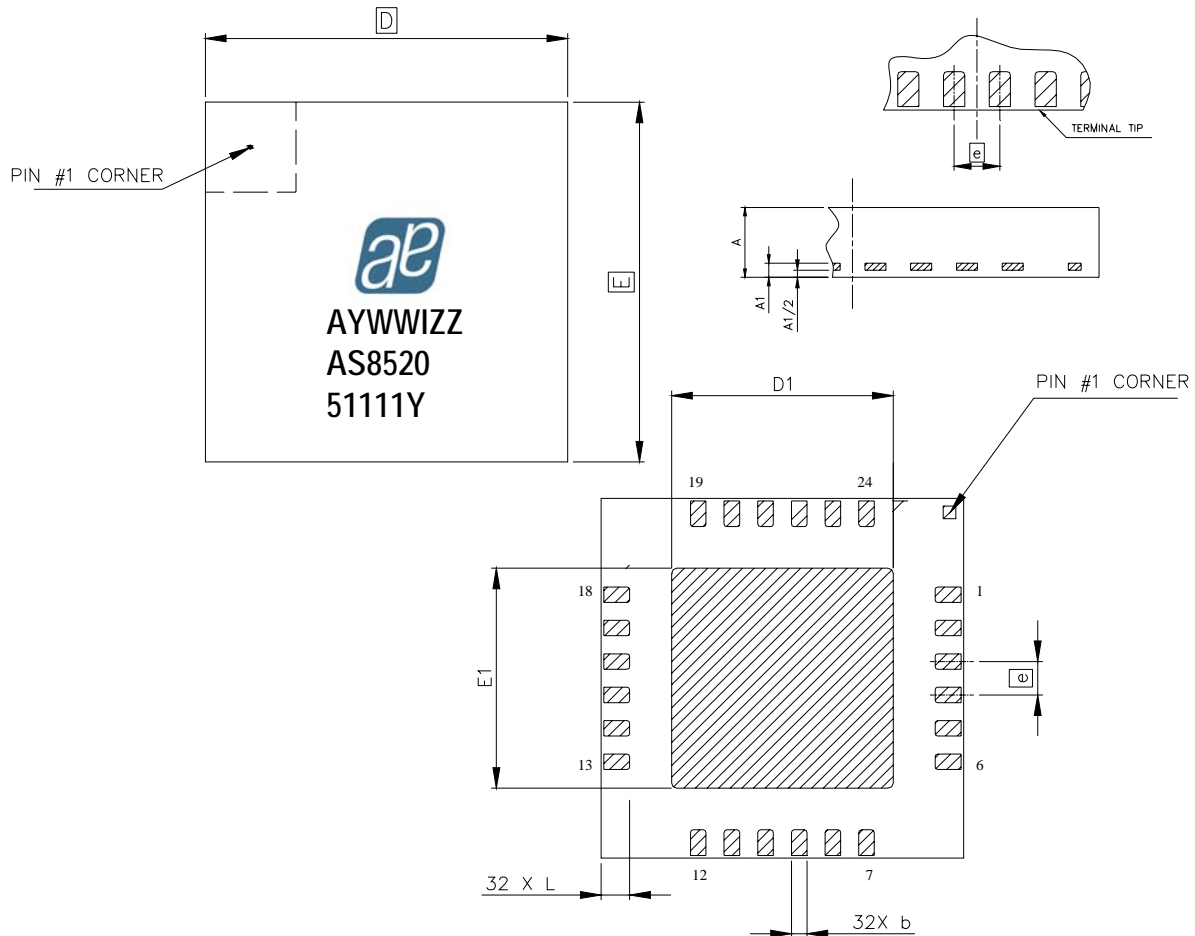 D
PIN #1 CORNER
E
ae
AYWWIZZ
AS8520
51111Y
TERMINAL TIP
e
A
A1
A1/2
PIN #1 CORNER
D1
19
24
18
1
E1
e
13
6
12
7
32 X L
32X b